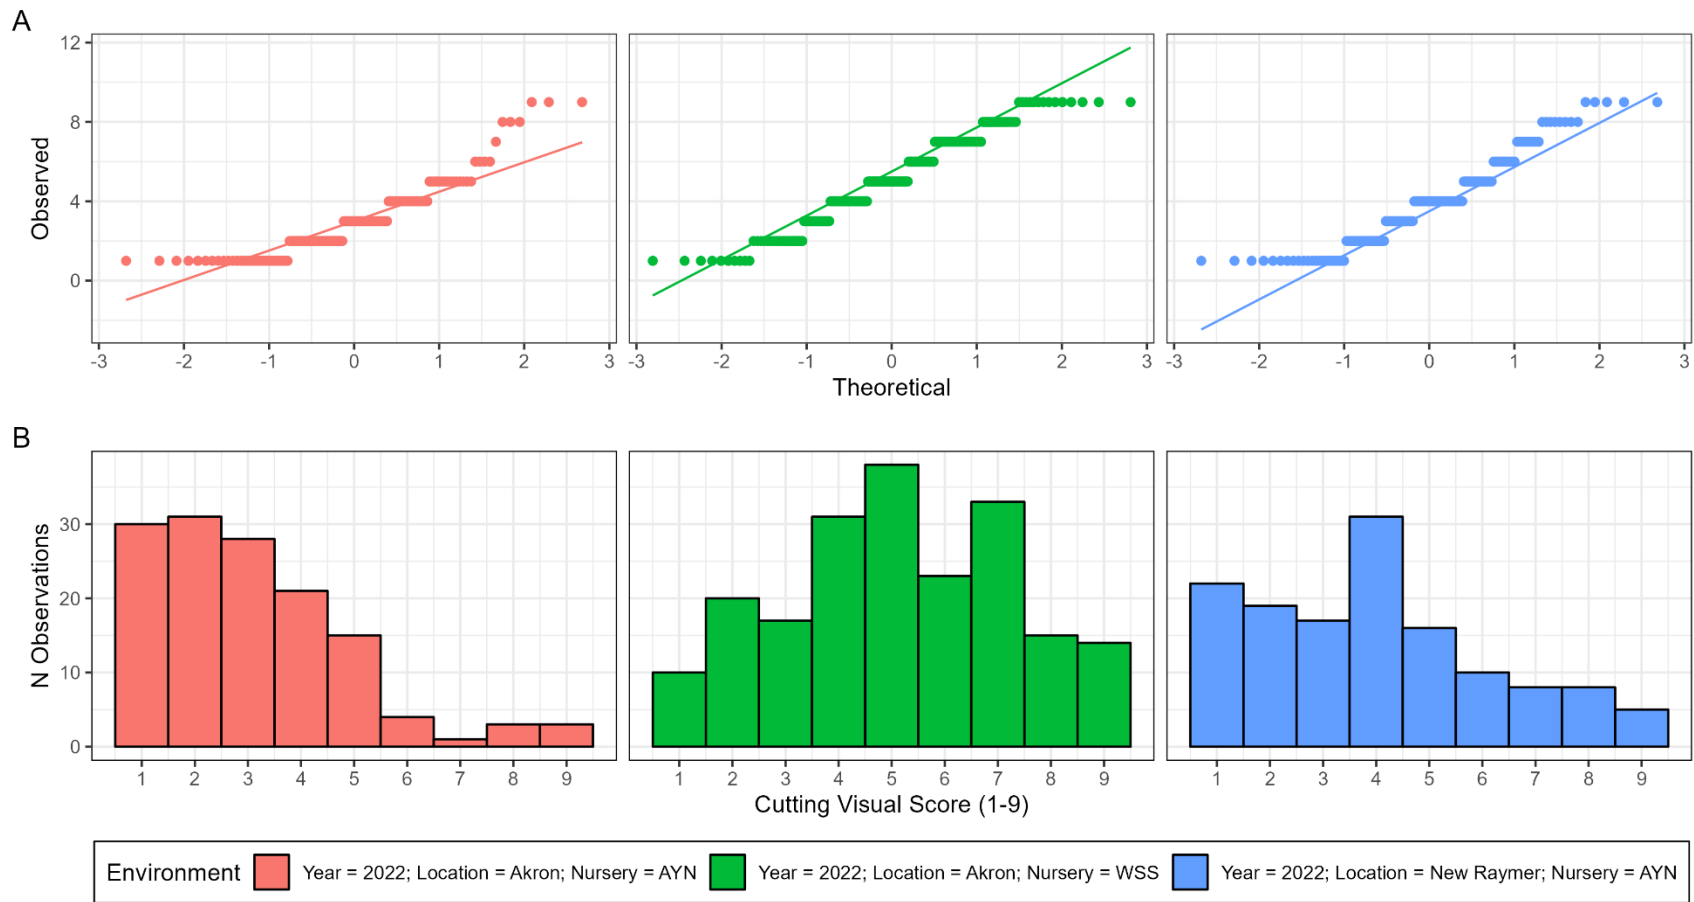 A
Observed
12
8
4
0
-3 -2 -1 0 1 2 3 -3 -2 -1 0 1 2 3 -3 -2 -1 0 1 2 3
Theoretical
B
N Observations
30
20
10
0
1 2 3 4 5 6 7 8 9 1 2 3 4 5 6 7 8 9 1 2 3 4 5 6 7 8 9
Cutting Visual Score (1-9)
Environment Year = 2022; Location = Akron; Nursery = AYN Year = 2022; Location = Akron; Nursery = WSS Year = 2022; Location = New Raymer; Nursery = AYN